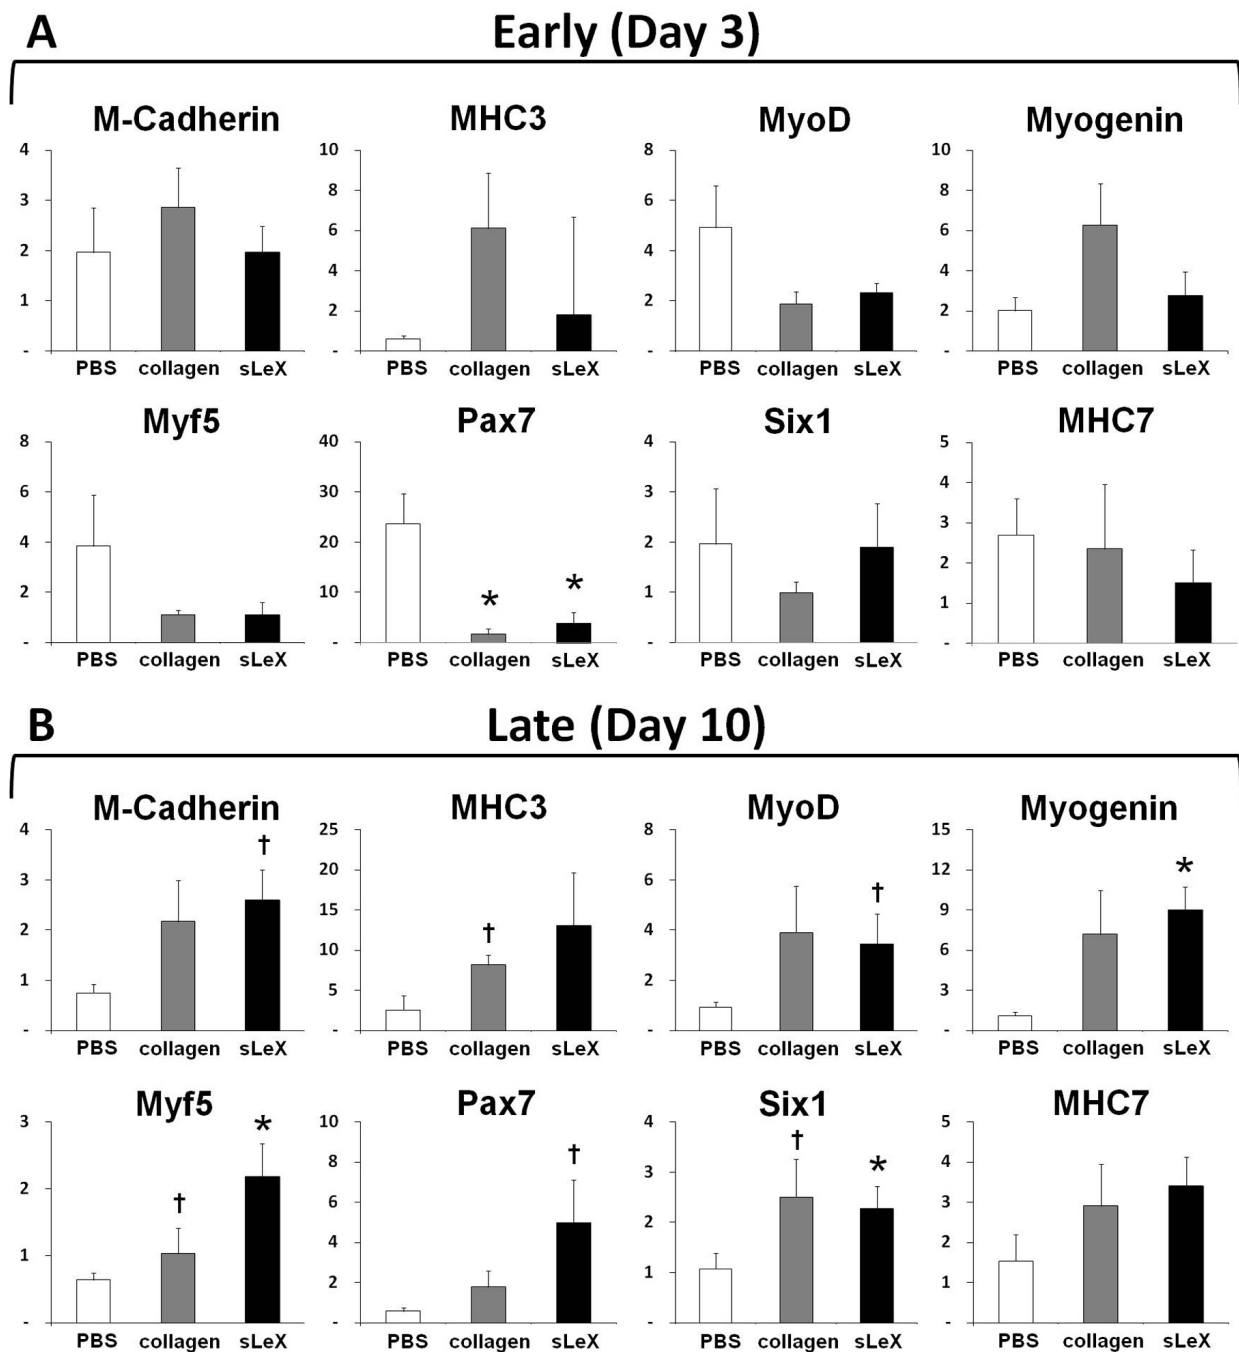 A
Early (Day 3)
M-Cadherin MHC3 MyoD Myogenin
4 10 8 10
3 8 6 8
2 6 4 6
1 4 2 4
- 2 - 2
- -
PBS collagen sLeX PBS collagen sLeX PBS collagen sLeX PBS collagen sLeX
Myf5 Pax7 Six1 MHC7
8 40 4 5
6 30 3 4
4 20 2 3
2 10 1 2
- - - 1
-
* *
PBS collagen sLeX PBS collagen sLeX PBS collagen sLeX PBS collagen sLeX
B
Late (Day 10)
M-Cadherin MHC3 MyoD Myogenin
4 25 8 15
3 20 6 12
2 15 4 9
1 10 2 6
- 5 - 3
- -
† † † *
PBS collagen sLeX PBS collagen sLeX PBS collagen sLeX PBS collagen sLeX
Myf5 Pax7 Six1 MHC7
3 10 4 5
2 8 3 4
1 6 2 3
- 4 1 2
2 - 1
- -
† * † † *
PBS collagen sLeX PBS collagen sLeX PBS collagen sLeX PBS collagen sLeX